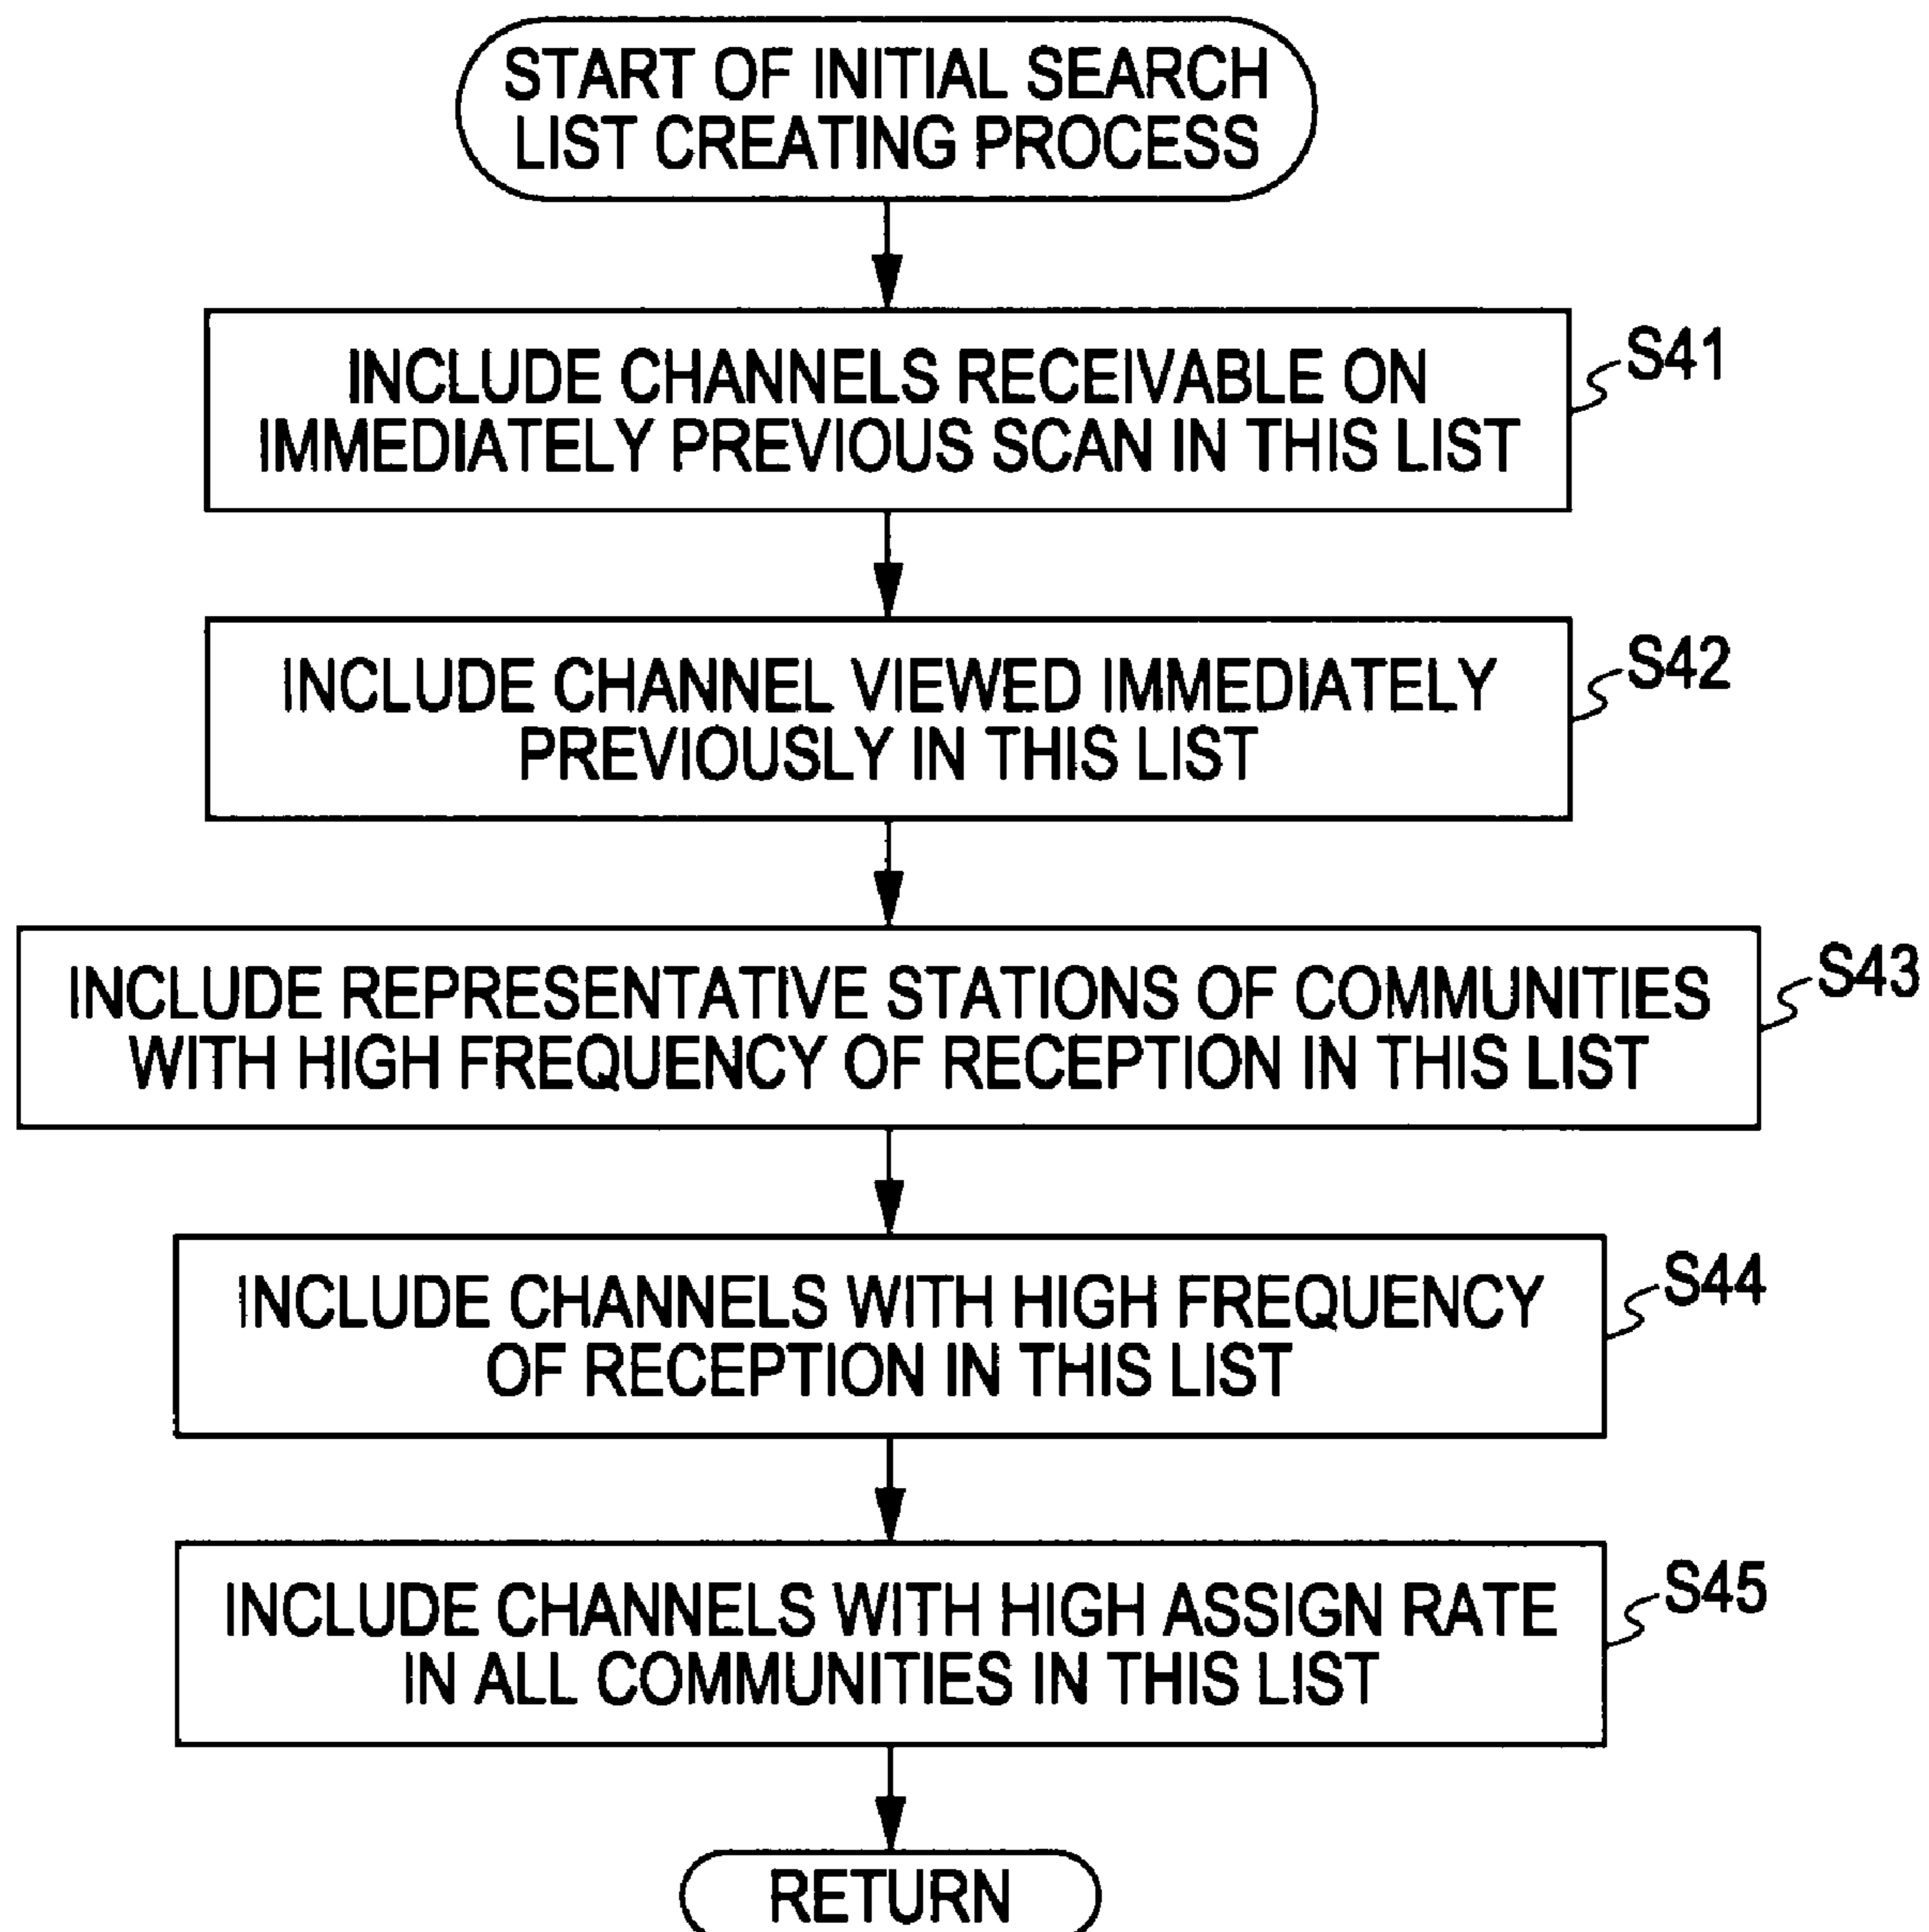 START OF INITIAL SEARCH
LIST CREATING PROCESS
INCLUDE CHANNELS RECEIVABLE ON
IMMEDIATELY PREVIOUS SCAN IN THIS LIST
S41
INCLUDE CHANNEL VIEWED IMMEDIATELY
PREVIOUSLY IN THIS LIST
S42
INCLUDE REPRESENTATIVE STATIONS OF COMMUNITIES
WITH HIGH FREQUENCY OF RECEPTION IN THIS LIST
S43
INCLUDE CHANNELS WITH HIGH FREQUENCY
OF RECEPTION IN THIS LIST
S44
INCLUDE CHANNELS WITH HIGH ASSIGN RATE
IN ALL COMMUNITIES IN THIS LIST
S45
RETURN